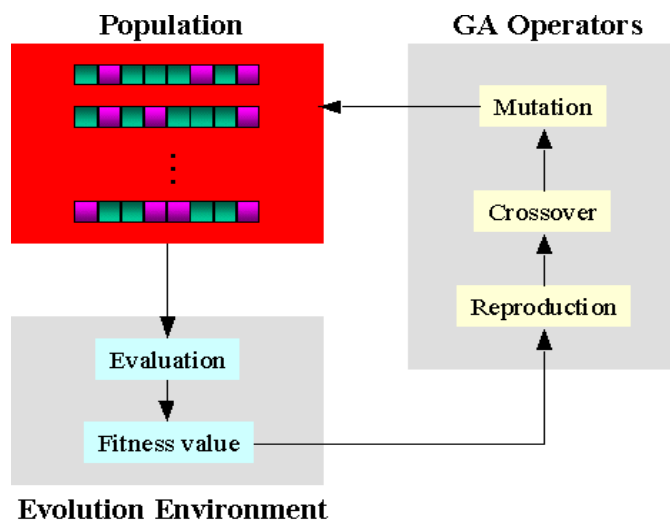 Population
GA Operators
Mutation
Crossover
Reproduction
Evaluation
Fitness value
Evolution Environment